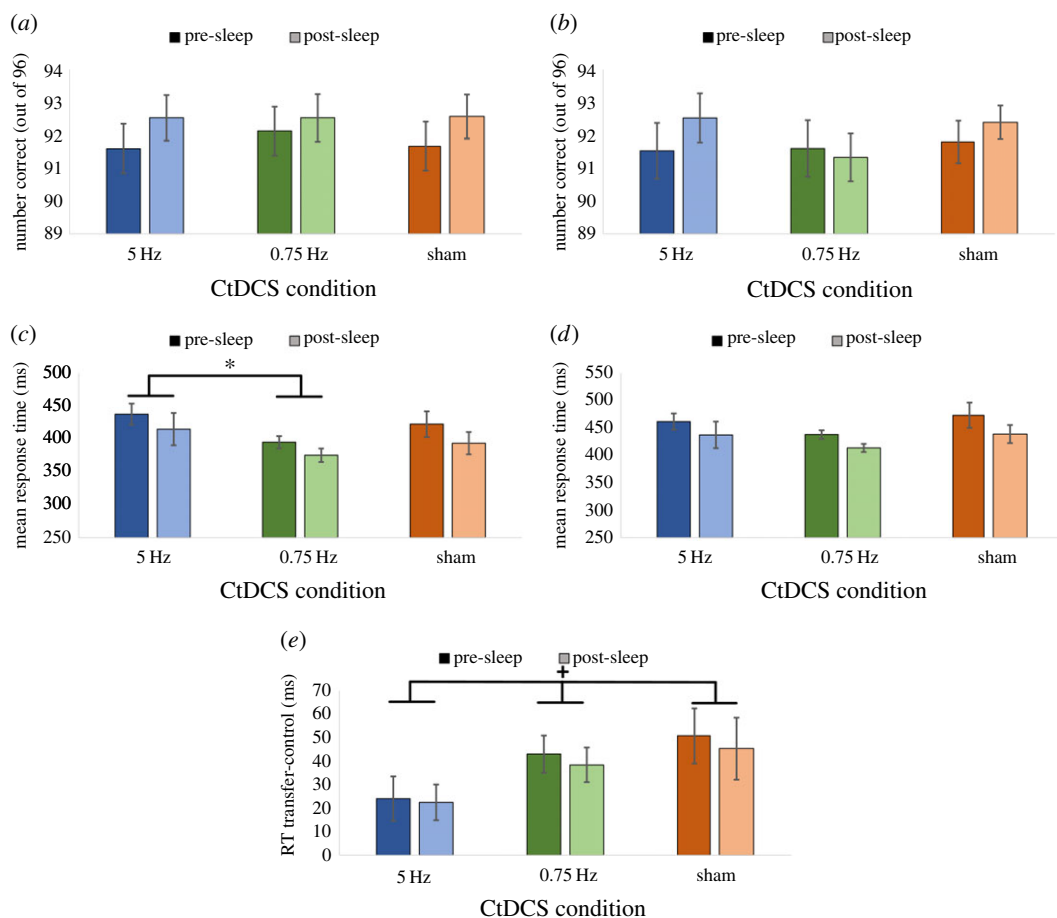 (a)
pre-sleep post-sleep
number correct (out of 96)
94
93
92
91
90
89
5 Hz 0.75 Hz sham
CtDCS condition
(b)
pre-sleep post-sleep
number correct (out of 96)
94
93
92
91
90
89
5 Hz 0.75 Hz sham
CtDCS condition
(c)
pre-sleep post-sleep
*
mean response time (ms)
500
450
400
350
300
250
5 Hz 0.75 Hz sham
CtDCS condition
(d)
pre-sleep post-sleep
mean response time (ms)
550
500
450
400
350
300
250
5 Hz 0.75 Hz sham
CtDCS condition
(e)
pre-sleep post-sleep
+
RT transfer-control (ms)
70
60
50
40
30
20
10
0
5 Hz 0.75 Hz sham
CtDCS condition